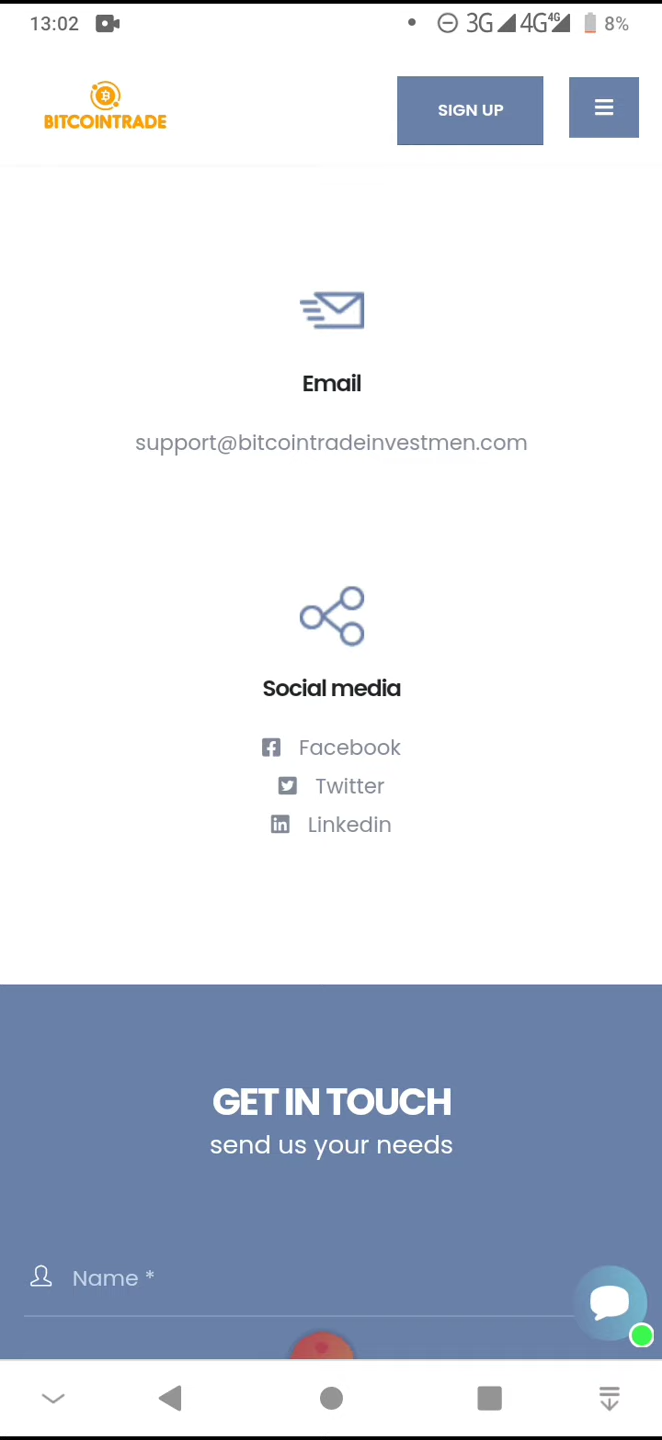 13:02
3G 4G 4G 8%
BITCOINTRADE
SIGN UP
Email
support@bitcointradeinvestmen.com
Social media
Facebook
Twitter
Linkedin
GET IN TOUCH
send us your needs
Name *